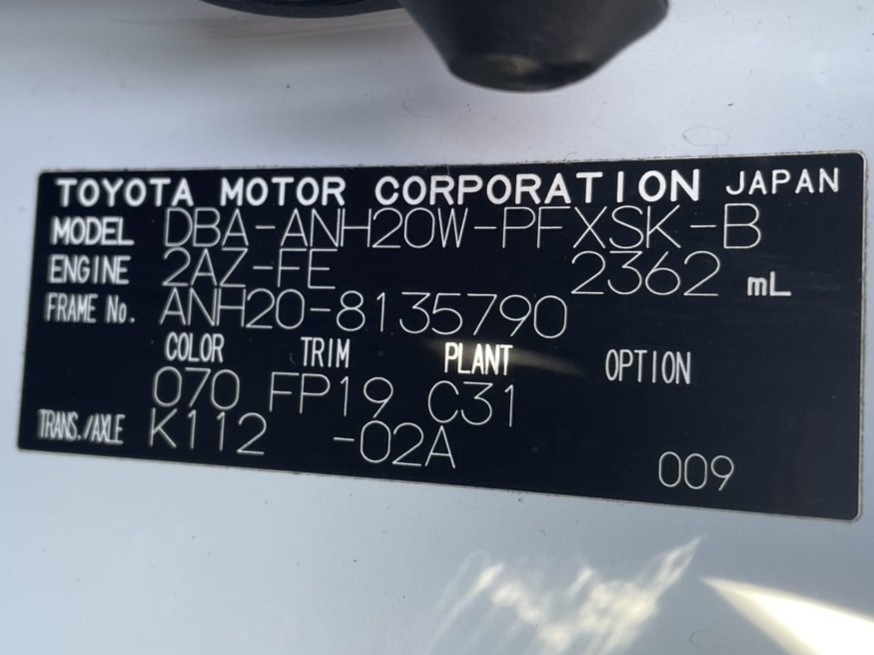 TOYOTA MOTOR CORPORATION JAPAN
MODEL DBA-ANH20W-PFXSK-B
ENGINE 2AZ-FE 2362 mL
FRAME No. ANH20-8135790
COLOR TRIM PLANT OPTION
070 FP19 C31
TRANS./AXLE K112 -02A
009